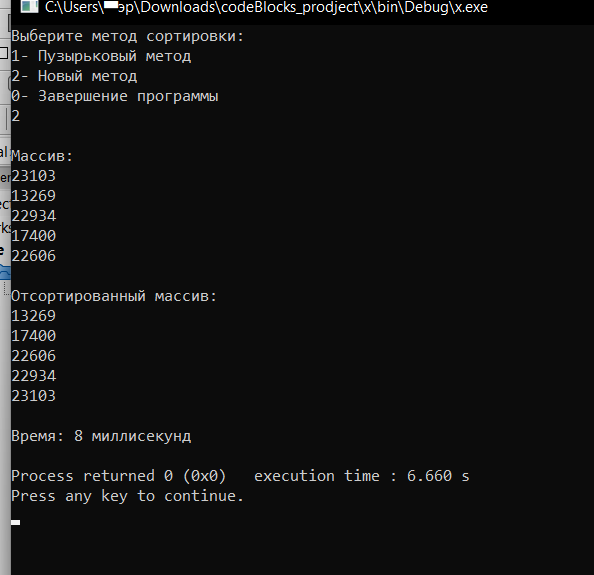 C:\Users\ \Downloads\codeBlocks_prodject\x\bin\Debug\x.exe
Выберите метод сортировки:
1- Пузырьковый метод
2- Новый метод
0- Завершение программы
2
Массив:
23103
13269
22934
17400
22606
Отсортированный массив:
13269
17400
22606
22934
23103
Время: 8 миллисекунд
Process returned 0 (0x0)   execution time : 6.660 s
Press any key to continue.